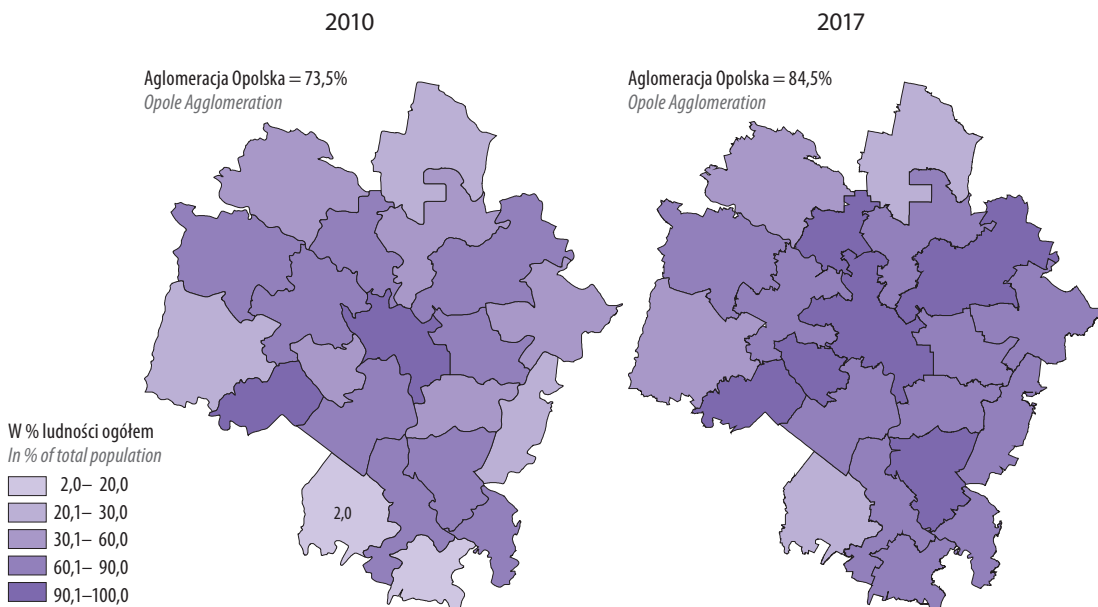 2010
2017
Aglomeracja Opolska = 73,5%
Opole Agglomeration
Aglomeracja Opolska = 84,5%
Opole Agglomeration
W % ludności ogółem
In % of total population
2,0– 20,0
20,1– 30,0
30,1– 60,0
60,1– 90,0
90,1–100,0
2,0